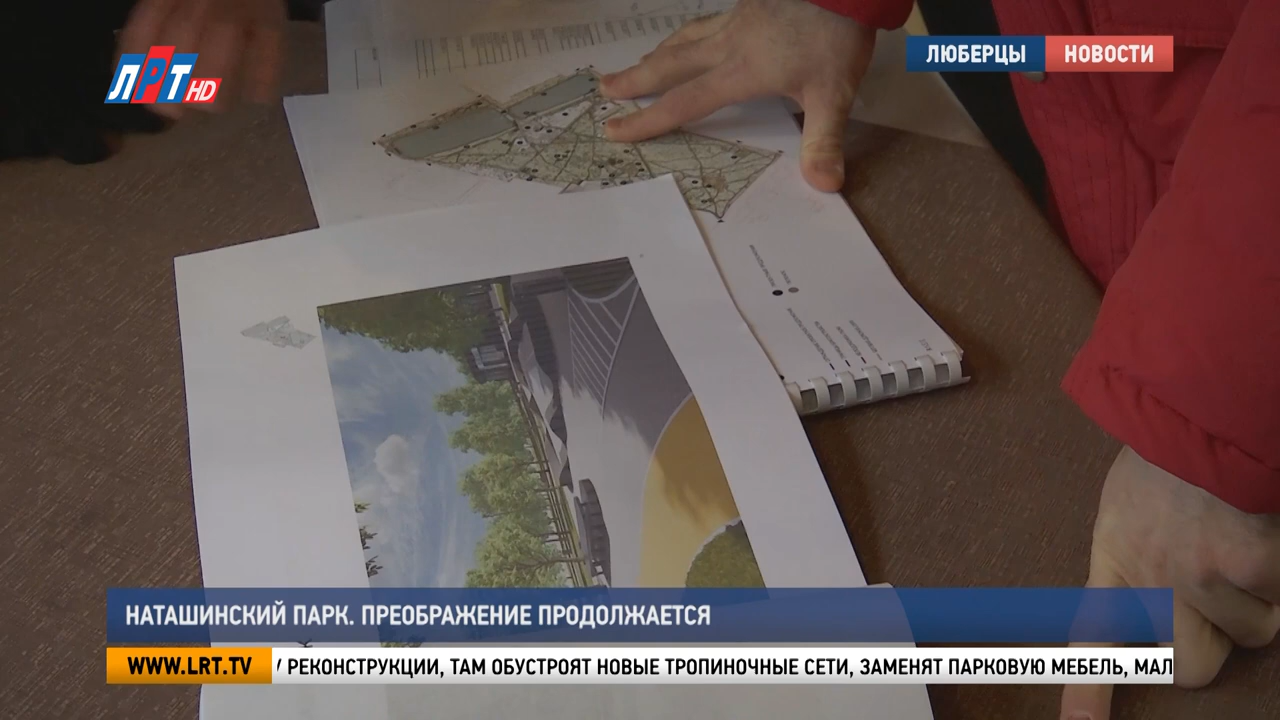 ЛРТ HD
ЛЮБЕРЦЫ НОВОСТИ
НАТАШИНСКИЙ ПАРК. ПРЕОБРАЖЕНИЕ ПРОДОЛЖАЕТСЯ
WWW.LRT.TV У РЕКОНСТРУКЦИИ, ТАМ ОБУСТРОЯТ НОВЫЕ ТРОПИНОЧНЫЕ СЕТИ, ЗАМЕНЯТ ПАРКОВУЮ МЕБЕЛЬ, МАЛ